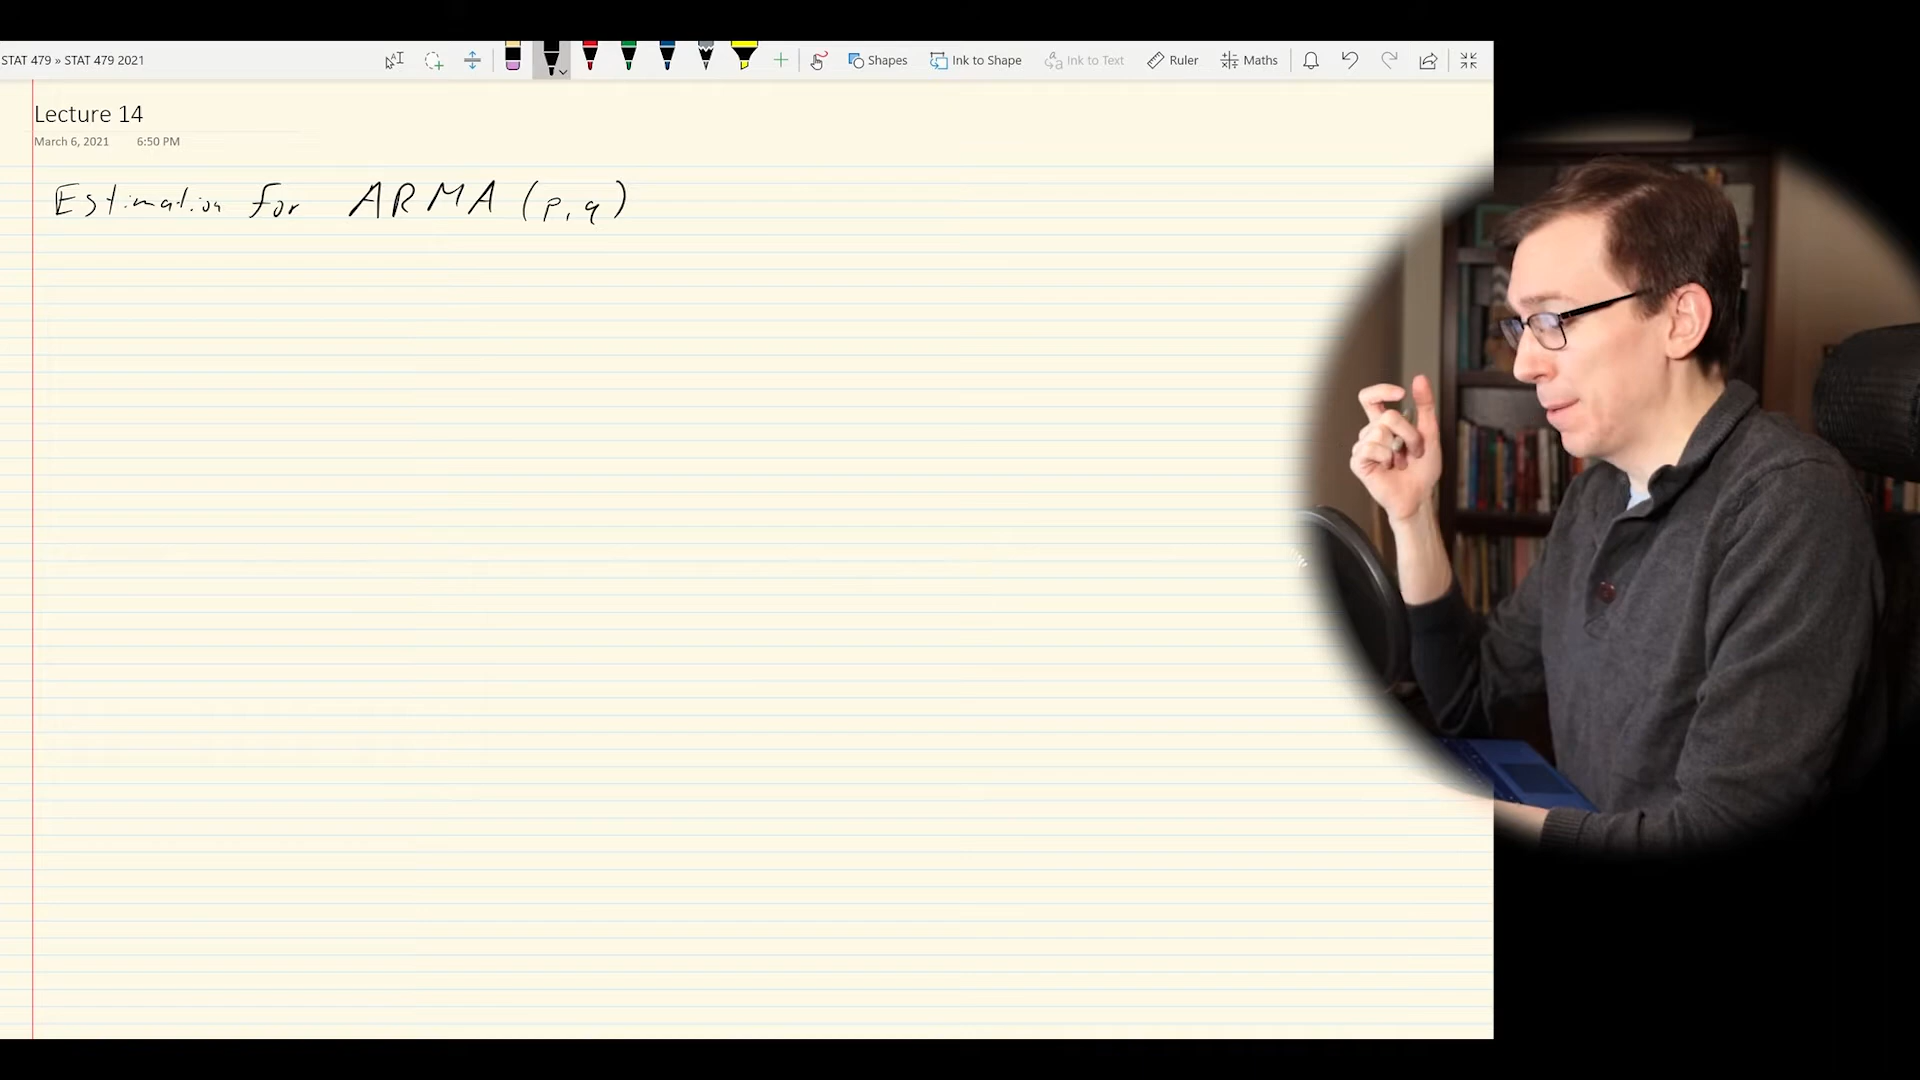 STAT 479 » STAT 479 2021
Shapes Ink to Shape Ink to Text Ruler Maths
Lecture 14
March 6, 2021 6:50 PM
Estimation for ARMA (p,q)